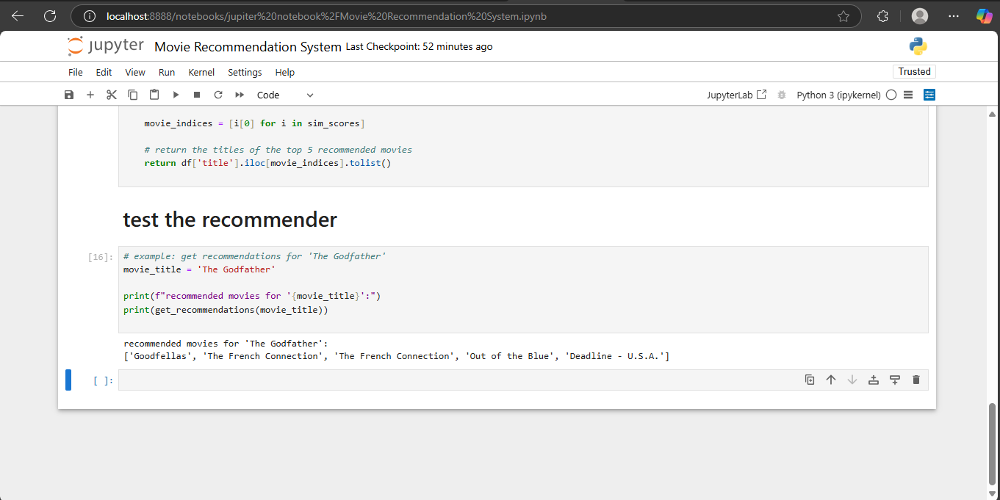 localhost:8888/notebooks/jupiter%20notebook%2FMovie%20Recommendation%20System.ipynb
jupyter Movie Recommendation System Last Checkpoint: 52 minutes ago
File Edit View Run Kernel Settings Help Trusted
Code JupyterLab Python 3 (ipykernel)
movie_indices = [i[0] for i in sim_scores]
# return the titles of the top 5 recommended movies
return df['title'].iloc[movie_indices].tolist()
test the recommender
[16]: # example: get recommendations for 'The Godfather'
movie_title = 'The Godfather'
print(f"recommended movies for '{movie_title}':")
print(get_recommendations(movie_title))
recommended movies for 'The Godfather':
['Goodfellas', 'The French Connection', 'The French Connection', 'Out of the Blue', 'Deadline - U.S.A.']
[ ]: